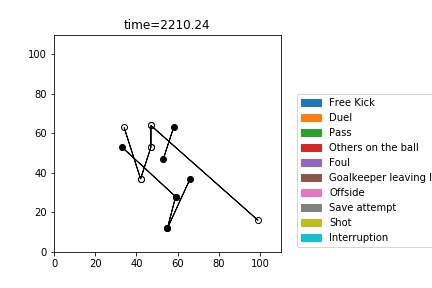 time=2210.24
100
80
60
40
20
0
0 20 40 60 80 100
Free Kick
Duel
Pass
Others on the ball
Foul
Goalkeeper leaving l
Offside
Save attempt
Shot
Interruption